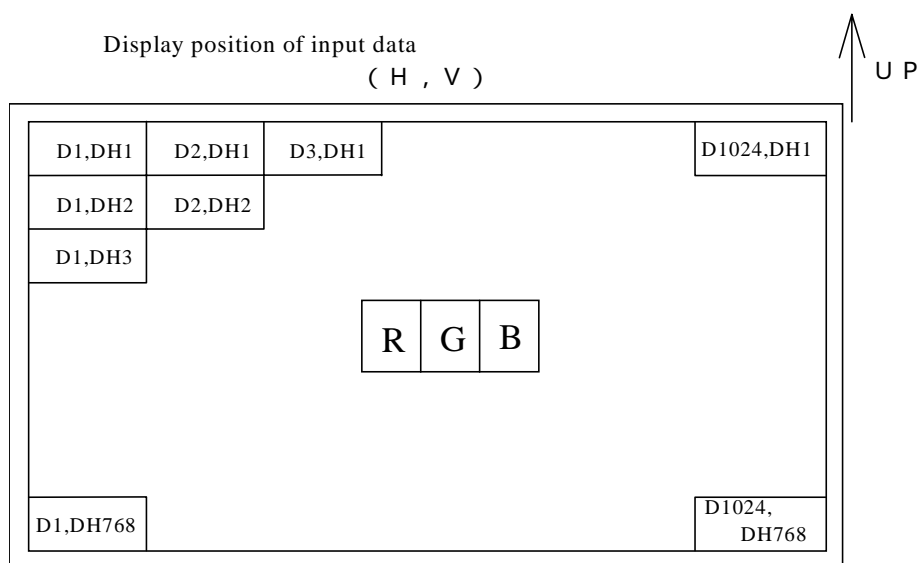 Display position of input data
( H , V )
U P
D1,DH1 D2,DH1 D3,DH1 D1024,DH1
D1,DH2 D2,DH2
D1,DH3
R G B
D1,DH768 D1024,
DH768